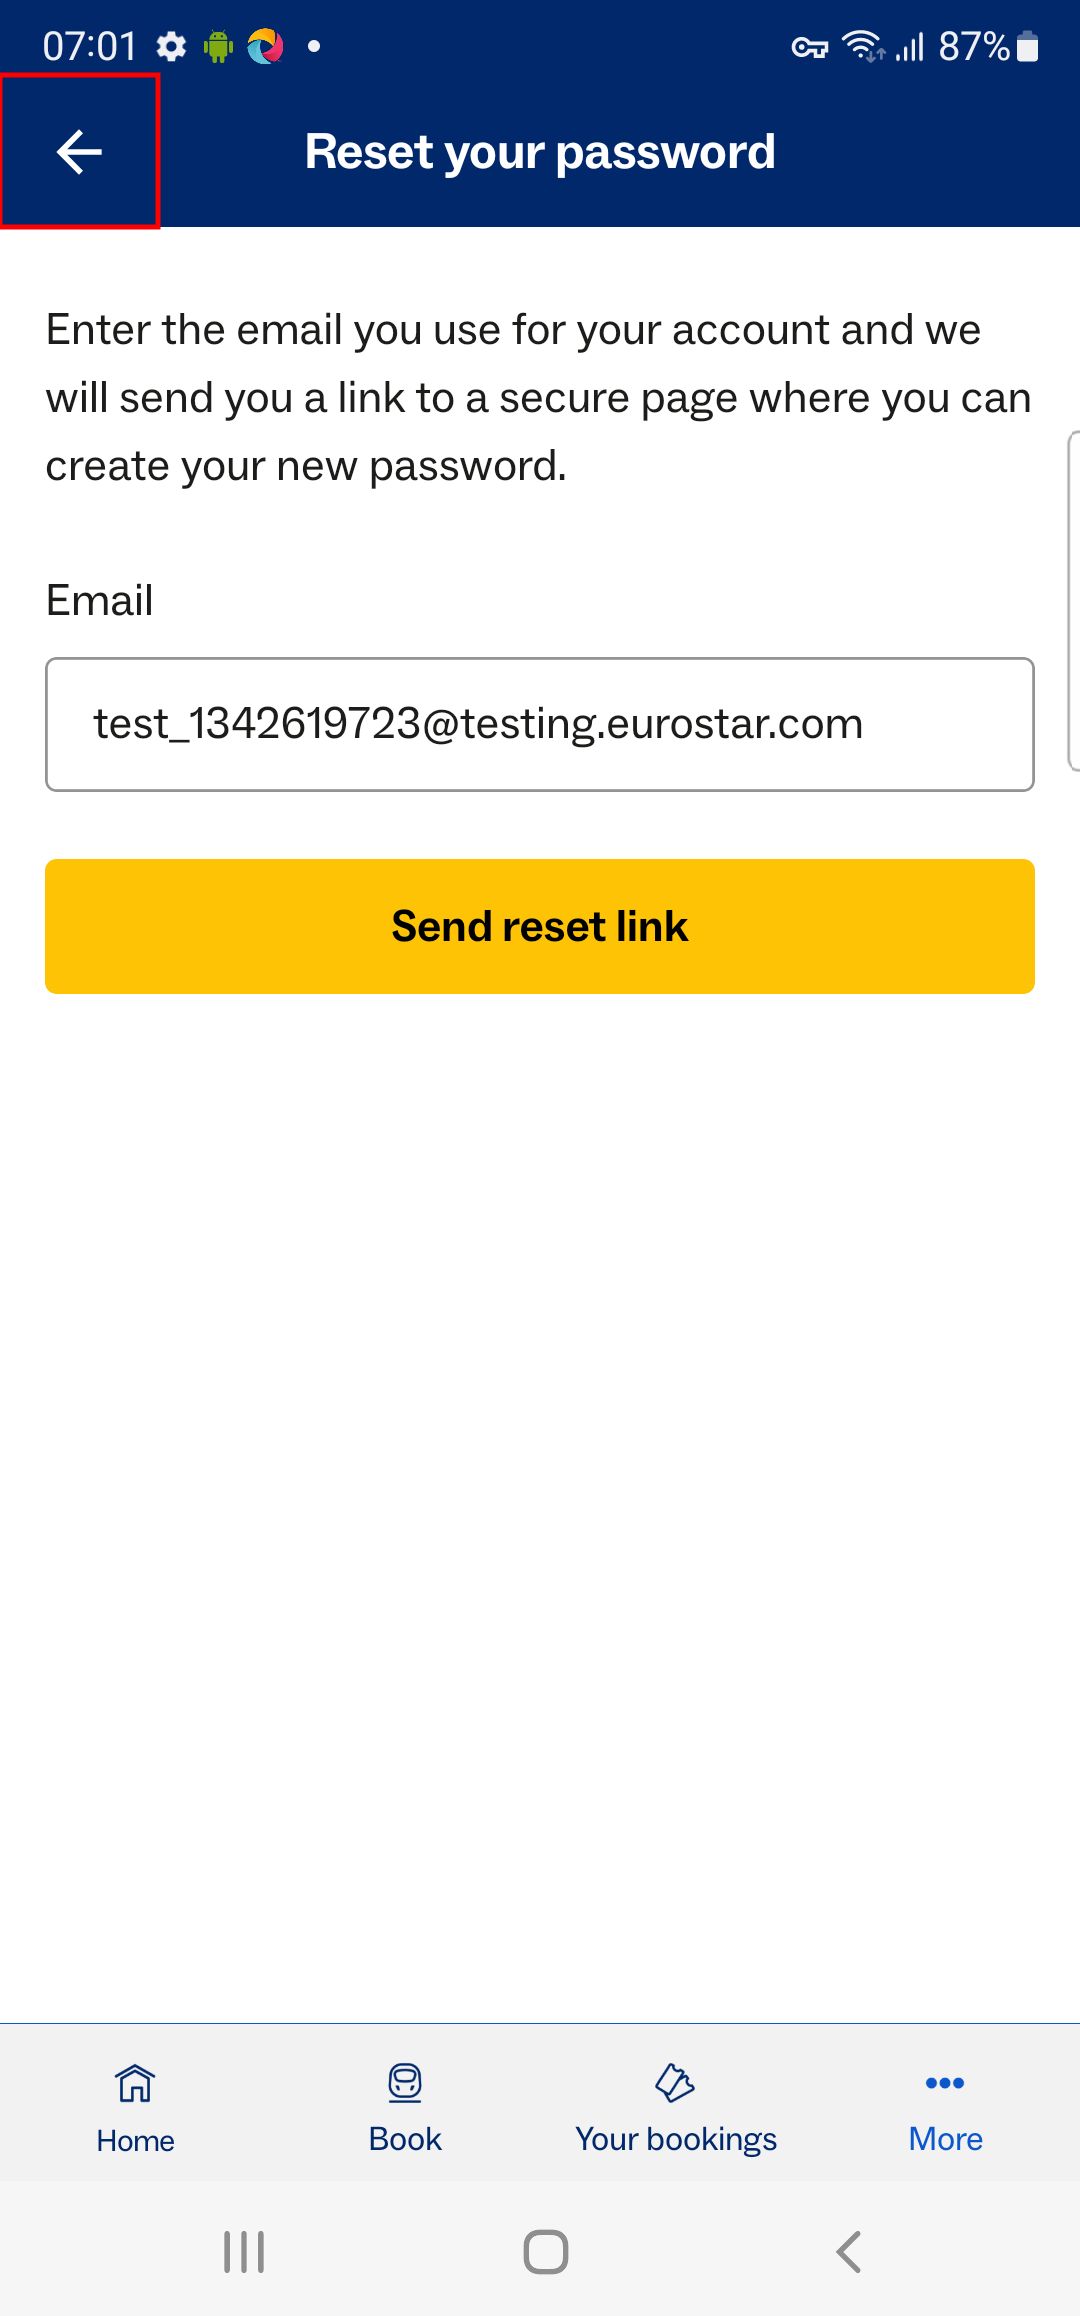 07:01
87%
Reset your password
Enter the email you use for your account and we
will send you a link to a secure page where you can
create your new password.
Email
test_1342619723@testing.eurostar.com
Send reset link
Home
Book
Your bookings
More